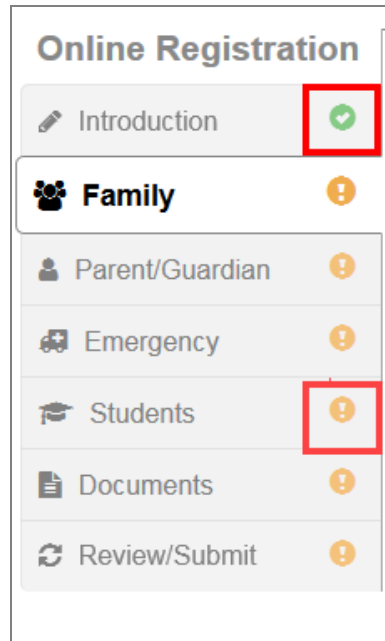 Online Registration
Introduction
Family
Parent/Guardian
Emergency
Students
Documents
Review/Submit